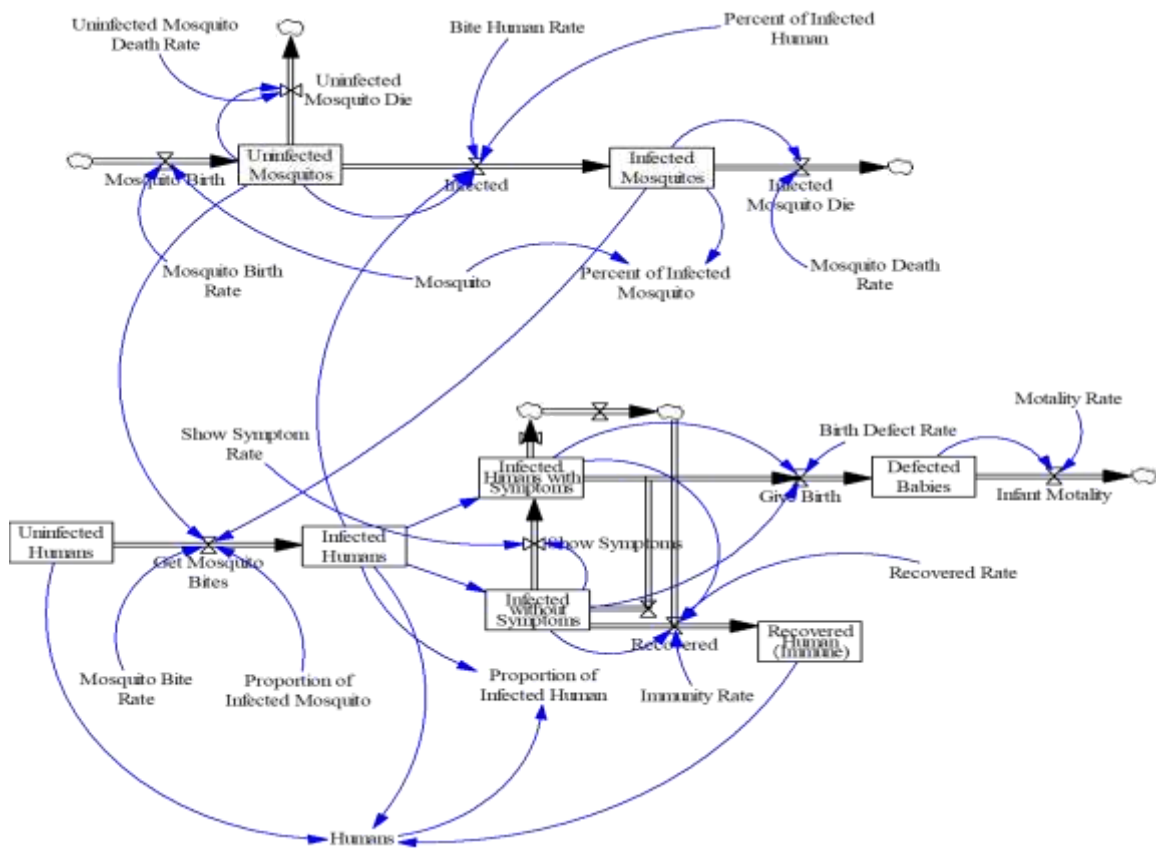 Uninfected Mosquito
Death Rate
Bite Human Rate
Percent of Infected
Human
Uninfected
Mosquito Die
Mosquito Birth
Uninfected
Mosquitos
Infected
Infected
Mosquitos
Infected
Mosquito Die
Mosquito Birth
Rate
Mosquito
Percent of Infected
Mosquito
Mosquito Death
Rate
Show Symptom
Rate
Motality Rate
Birth Defect Rate
Infected
Himans with
Symptoms
Give Birth
Defected
Babies
Infant Motality
Uninfected
Humans
Get Mosquito
Bites
Infected
Humans
Show Symptoms
Recovered Rate
Infected
without
Symptoms
Recovered
Recovered
Human
(Immune)
Mosquito Bite
Rate
Proportion of
Infected Mosquito
Proportion of
Infected Human
Immunity Rate
Humans